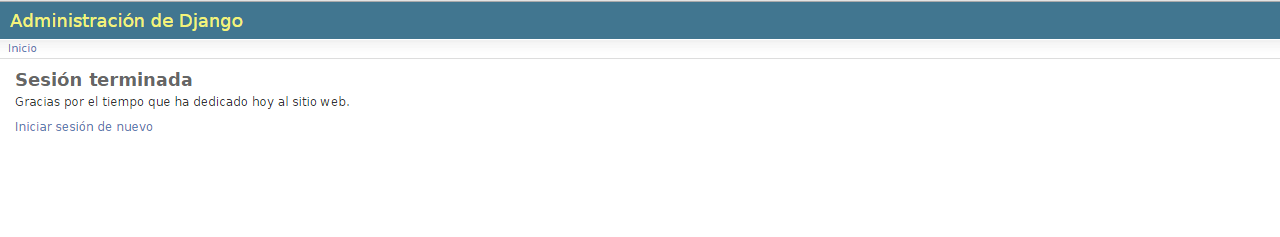 Administración de Django
Inicio
Sesión terminada
Gracias por el tiempo que ha dedicado hoy al sitio web.
Iniciar sesión de nuevo